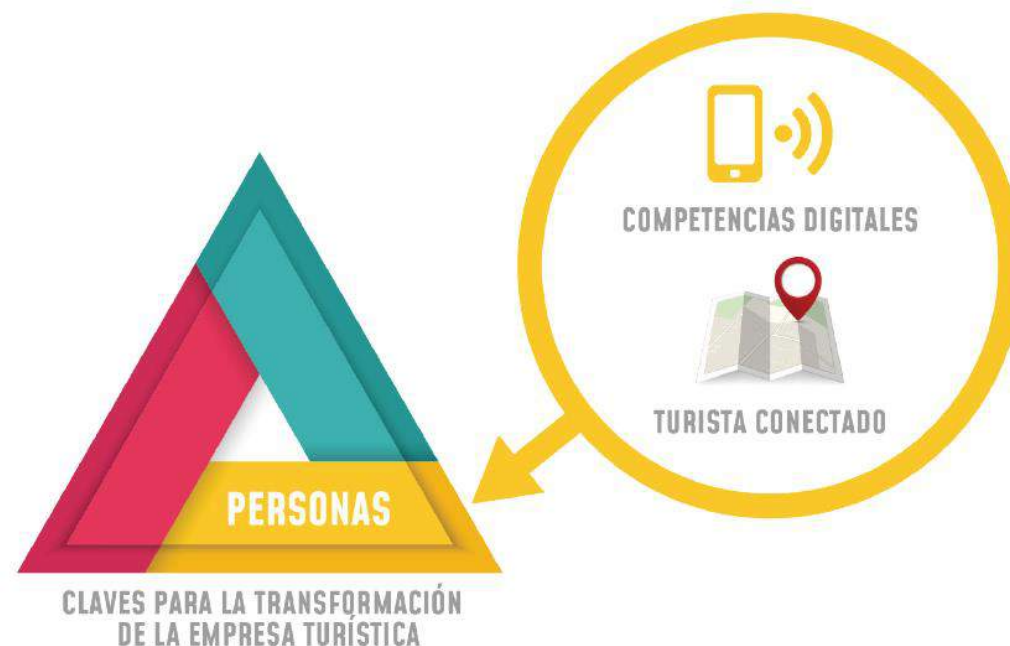 COMPETENCIAS DIGITALES
TURISTA CONECTADO
PERSONAS
CLAVES PARA LA TRANSFORMACIÓN
DE LA EMPRESA TURÍSTICA